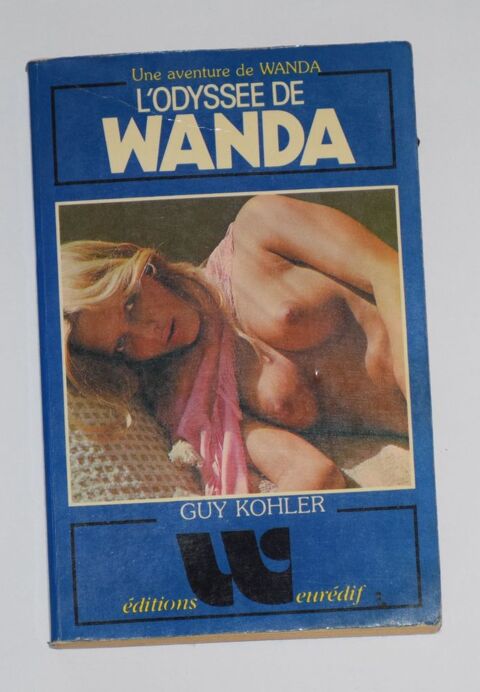 Une aventure de WANDA
L'ODYSSEE DE
WANDA
GUY KOHLER
éditions
eurédif